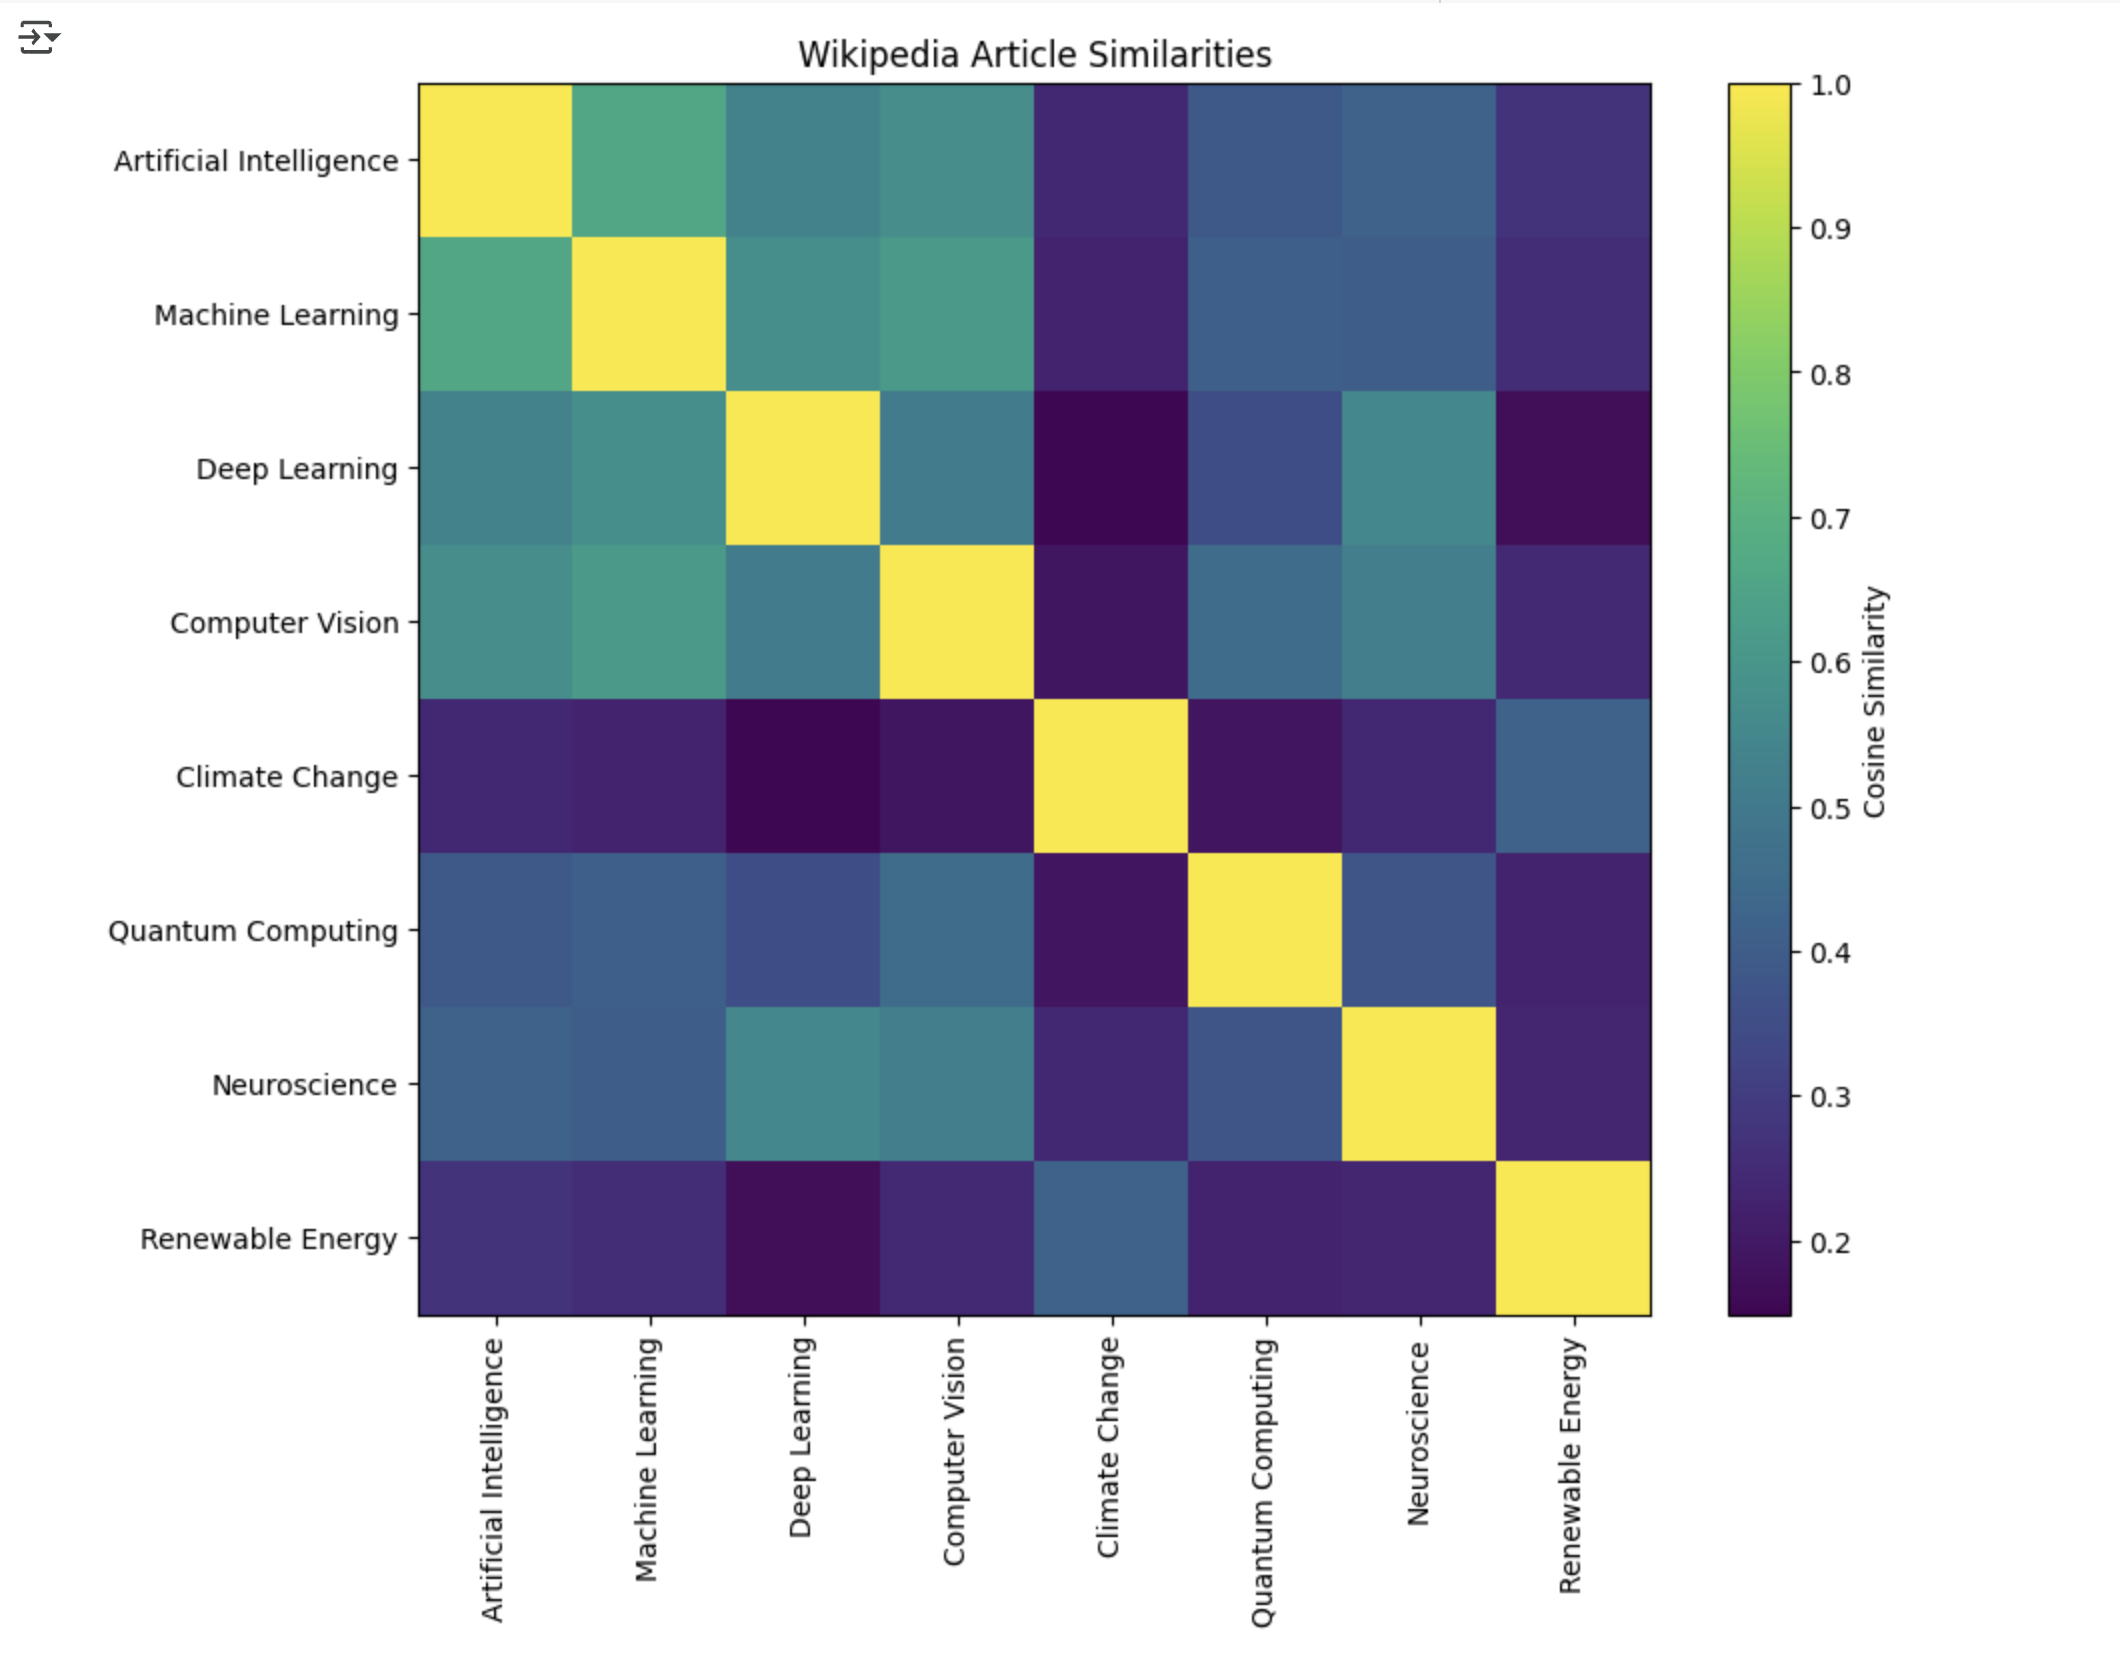 Wikipedia Article Similarities
Artificial Intelligence
Machine Learning
Deep Learning
Computer Vision
Climate Change
Quantum Computing
Neuroscience
Renewable Energy
Artificial Intelligence
Machine Learning
Deep Learning
Computer Vision
Climate Change
Quantum Computing
Neuroscience
Renewable Energy
1.0
0.9
0.8
0.7
0.6
0.5
0.4
0.3
0.2
Cosine Similarity